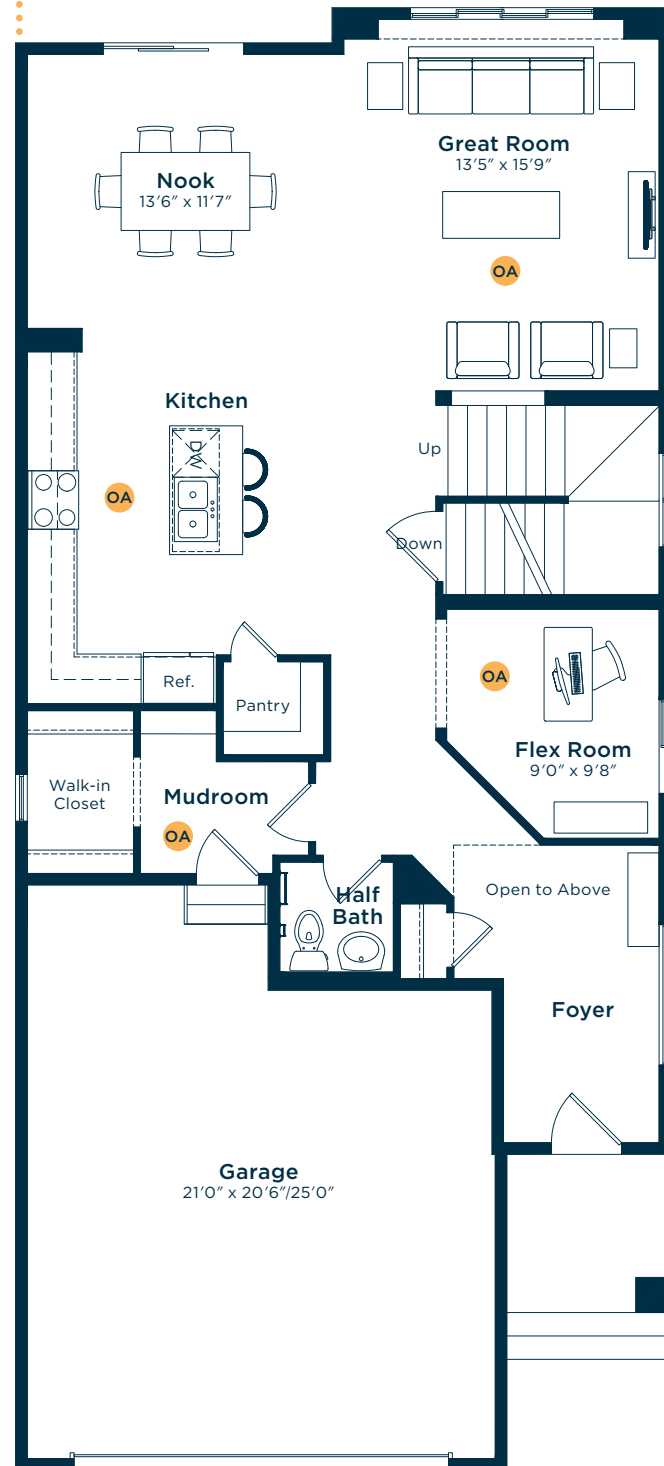 Great Room
13'5" x 15'9"
Nook
13'6" x 11'7"
OA
Kitchen
Up
DW
OA
Down
OA
Ref.
Pantry
Flex Room
9'0" x 9'8"
Walk-in
Closet
Mudroom
OA
Half
Bath
Open to Above
Foyer
Garage
21'0" x 20'6"/25'0"